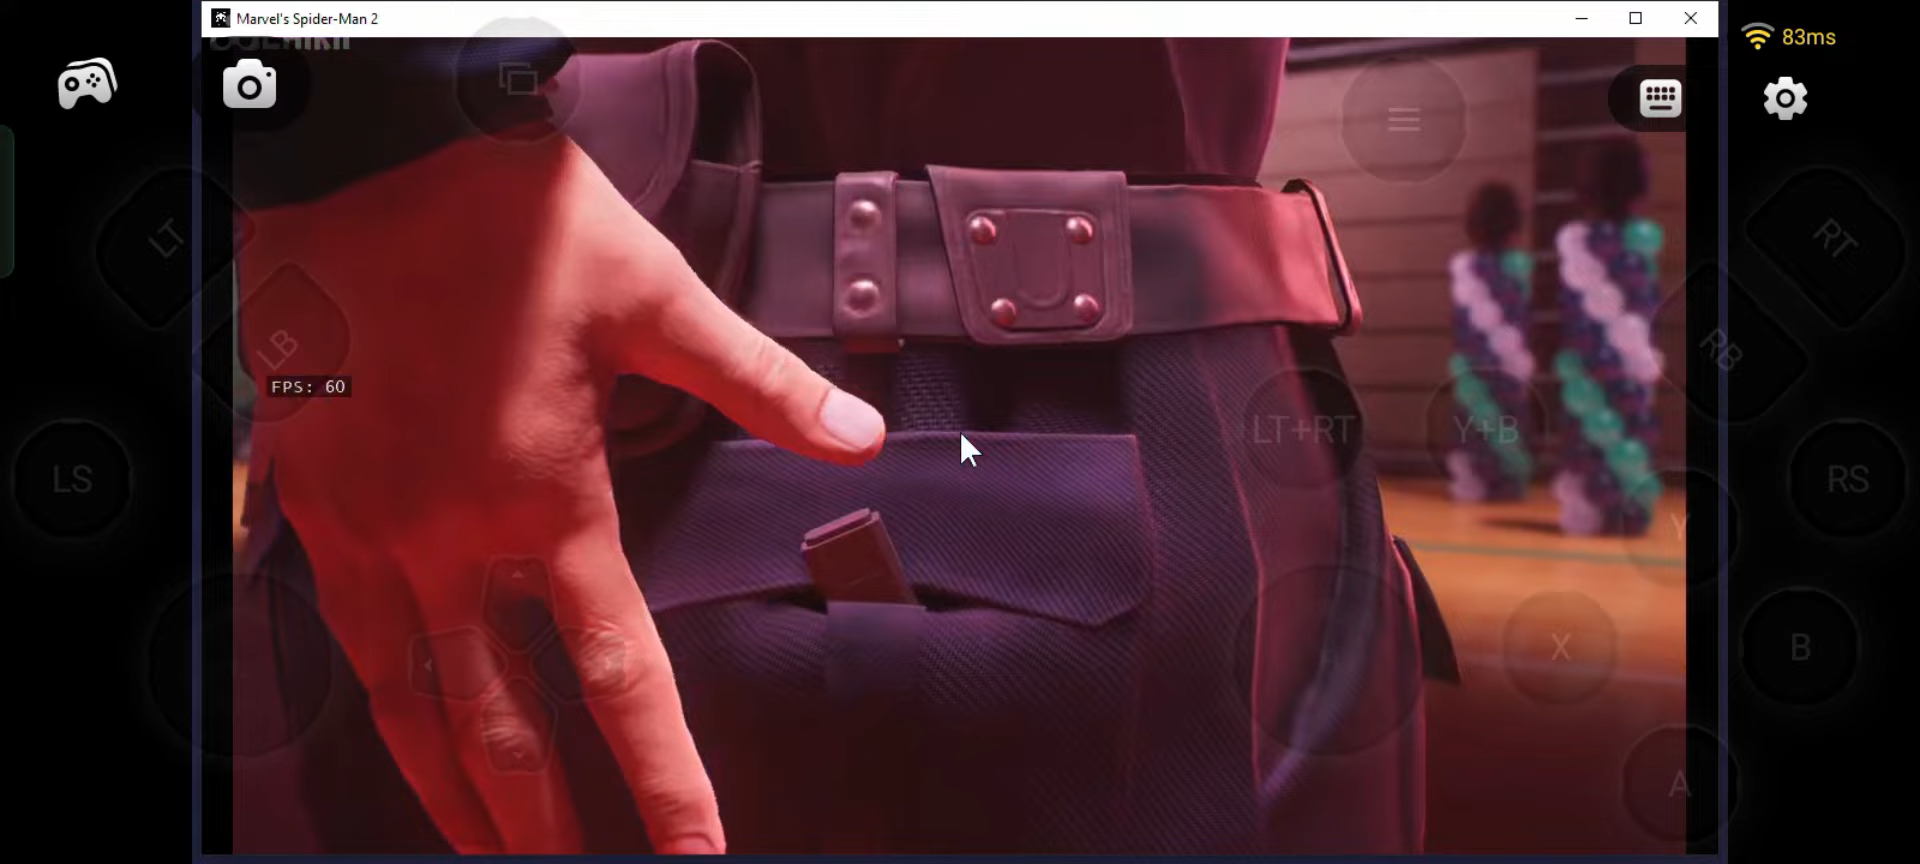 Marvel's Spider-Man 2
83ms
LT
RT
LB
RB
FPS: 60
LT+RT
Y+B
LS
RS
Y
X
B
A